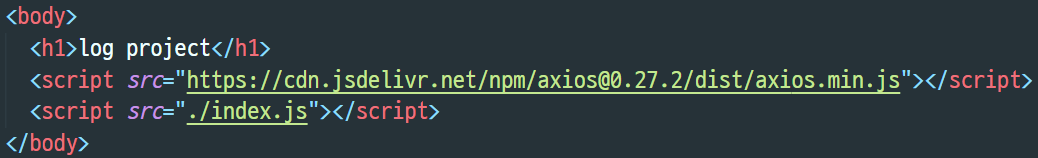 <body>
<h1>log project</h1>
<script src="https://cdn.jsdelivr.net/npm/axios@0.27.2/dist/axios.min.js"></script>
<script src="./index.js"></script>
</body>